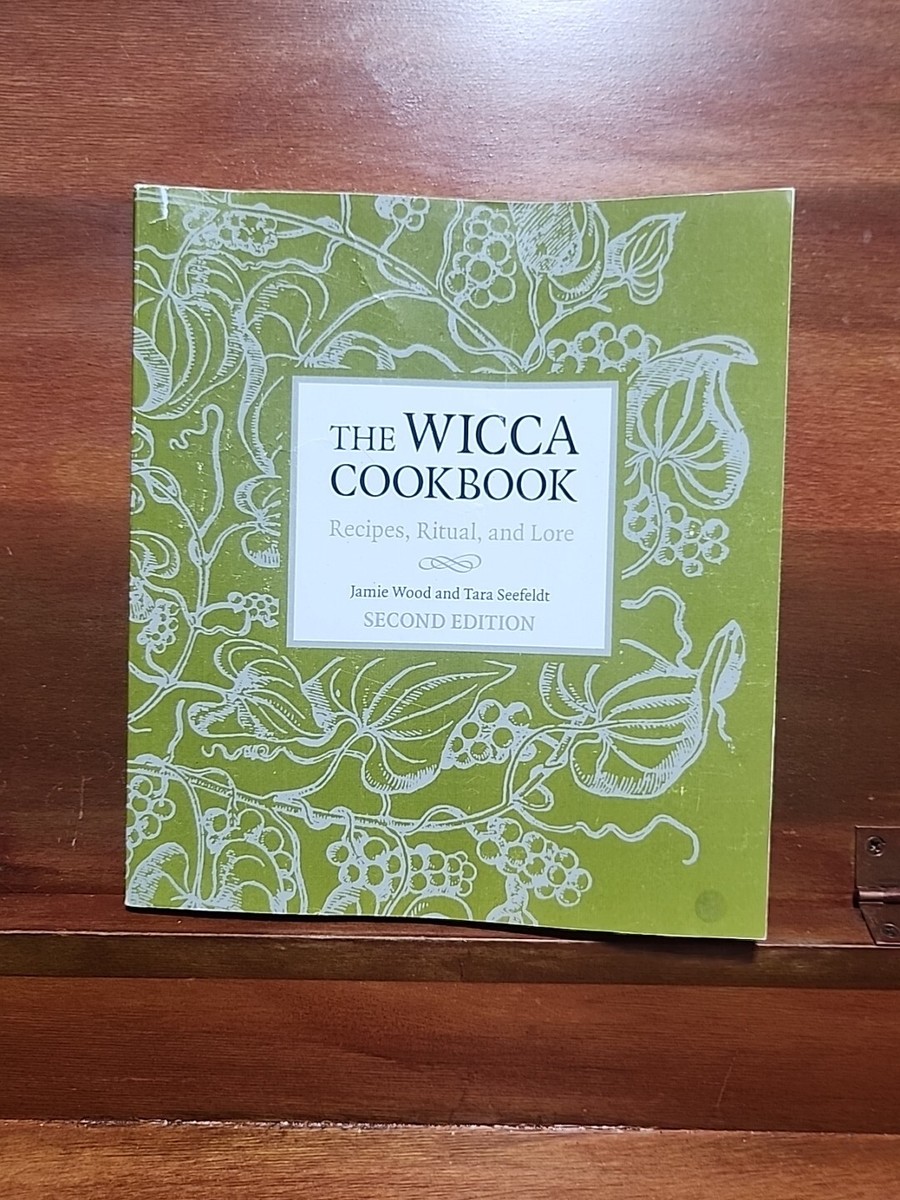 THE WICCA
COOKBOOK
Recipes, Ritual, and Lore
Jamie Wood and Tara Seefeldt
SECOND EDITION